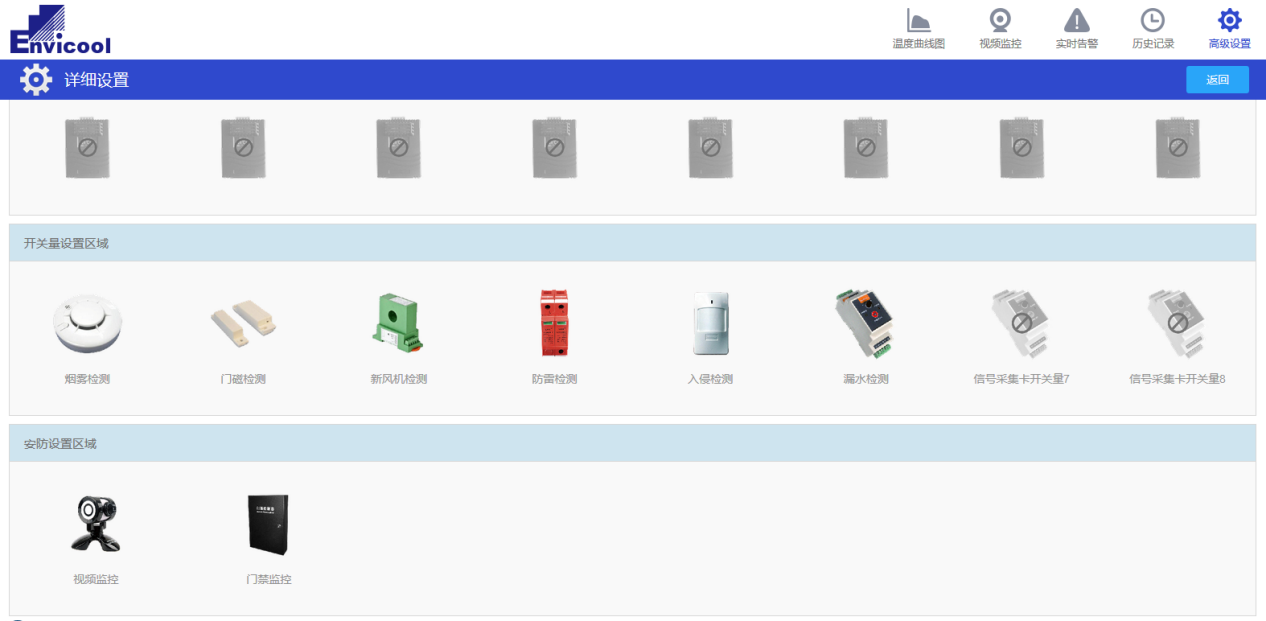 Envicool
温度曲线图
视频监控
实时告警
历史记录
高级设置
详细设置
返回
开关量设置区域
烟雾检测
门磁检测
新风机检测
防雷检测
入侵检测
漏水检测
信号采集卡开关量7
信号采集卡开关量8
安防设置区域
视频监控
门禁监控